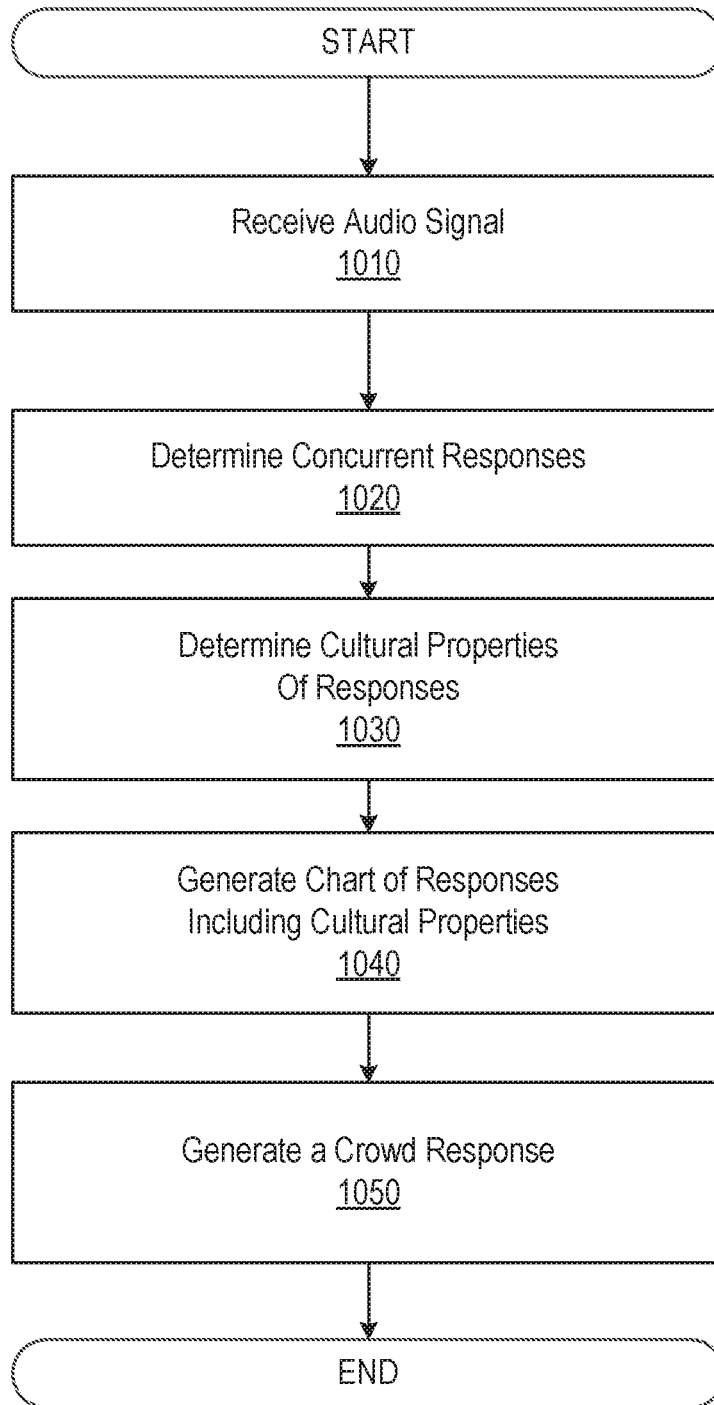 START
Receive Audio Signal
1010
Determine Concurrent Responses
1020
Determine Cultural Properties
Of Responses
1030
Generate Chart of Responses
Including Cultural Properties
1040
Generate a Crowd Response
1050
END